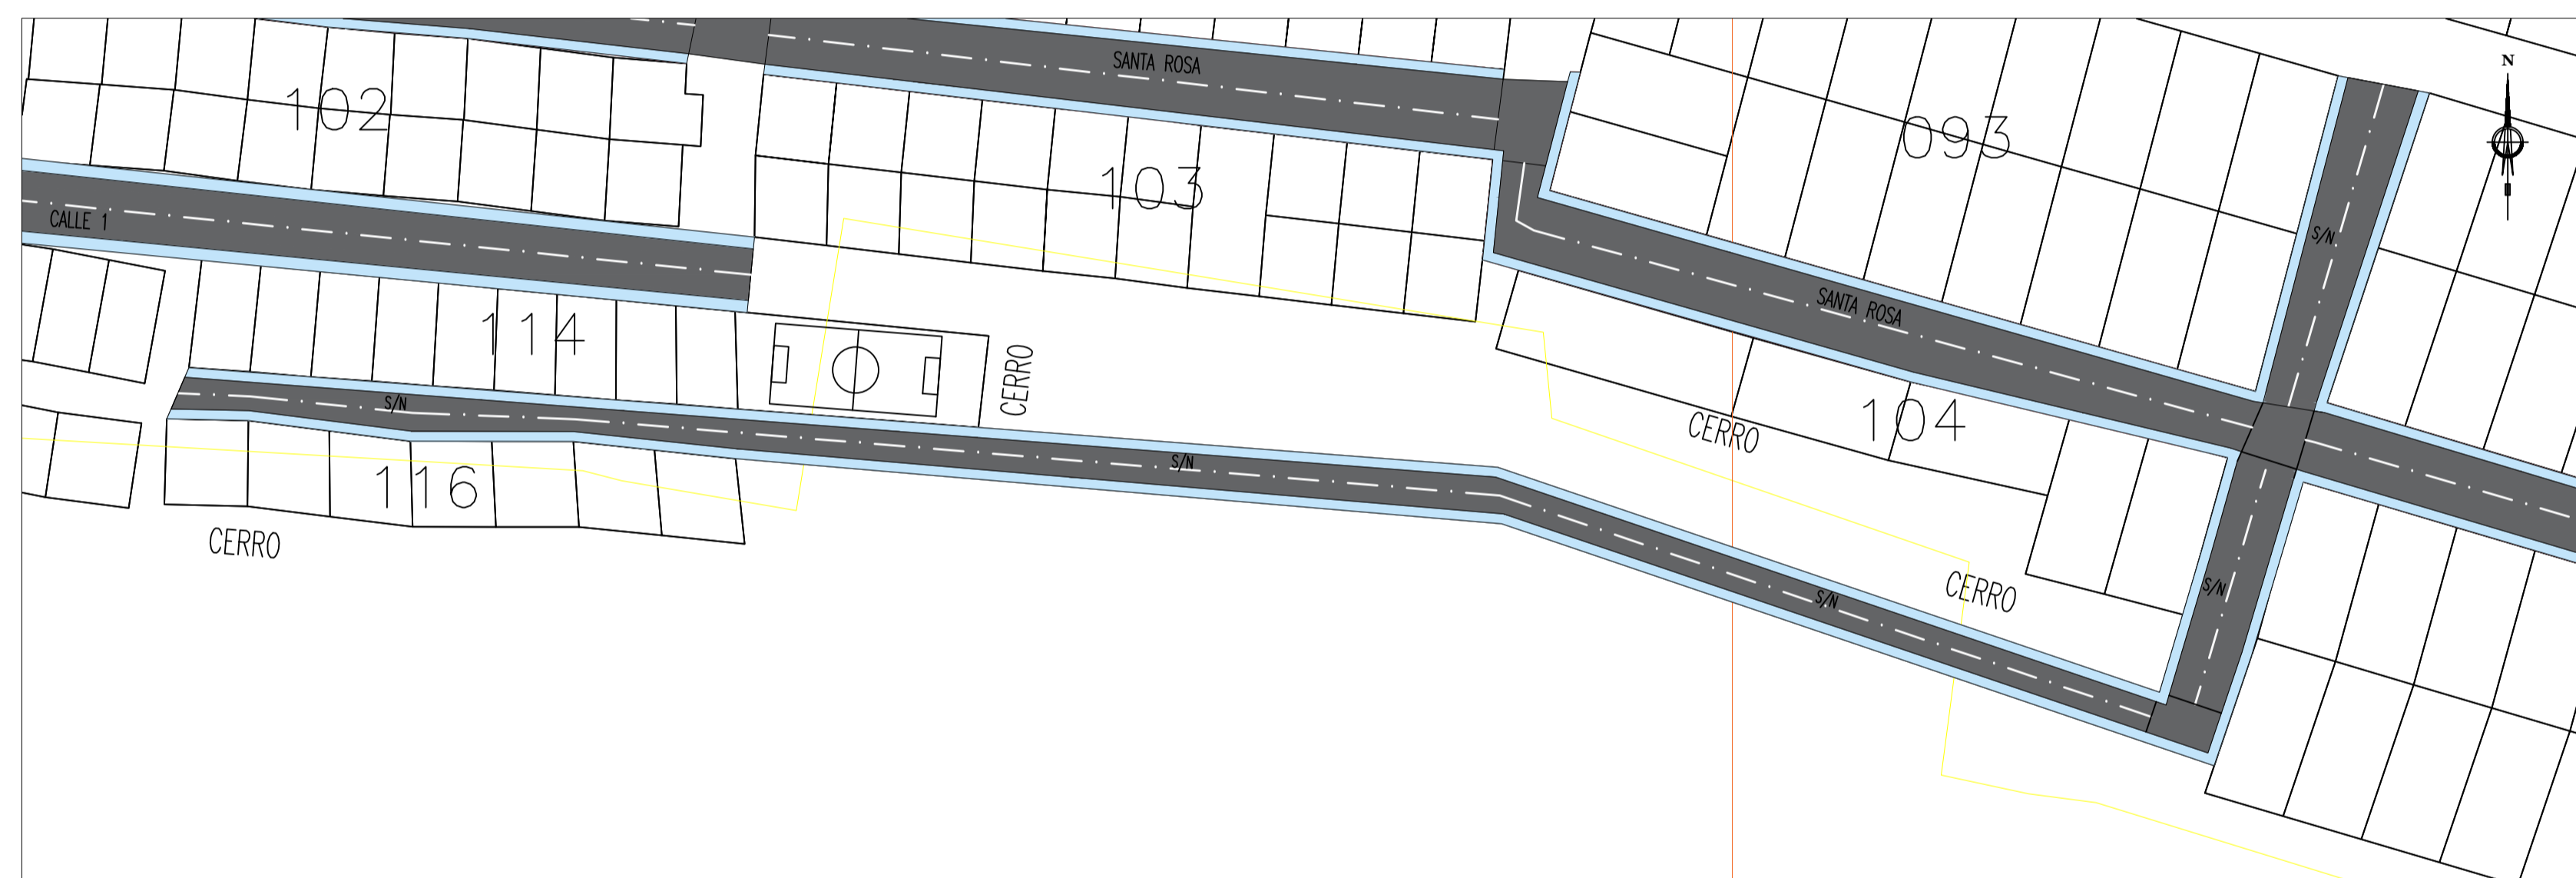 SANTA ROSA
N
102
093
103
CALLE 1
S/N
SANTA ROSA
114
CERRO
S/N
104
CERRO
S/N
116
CERRO
S/N
CERRO
S/N